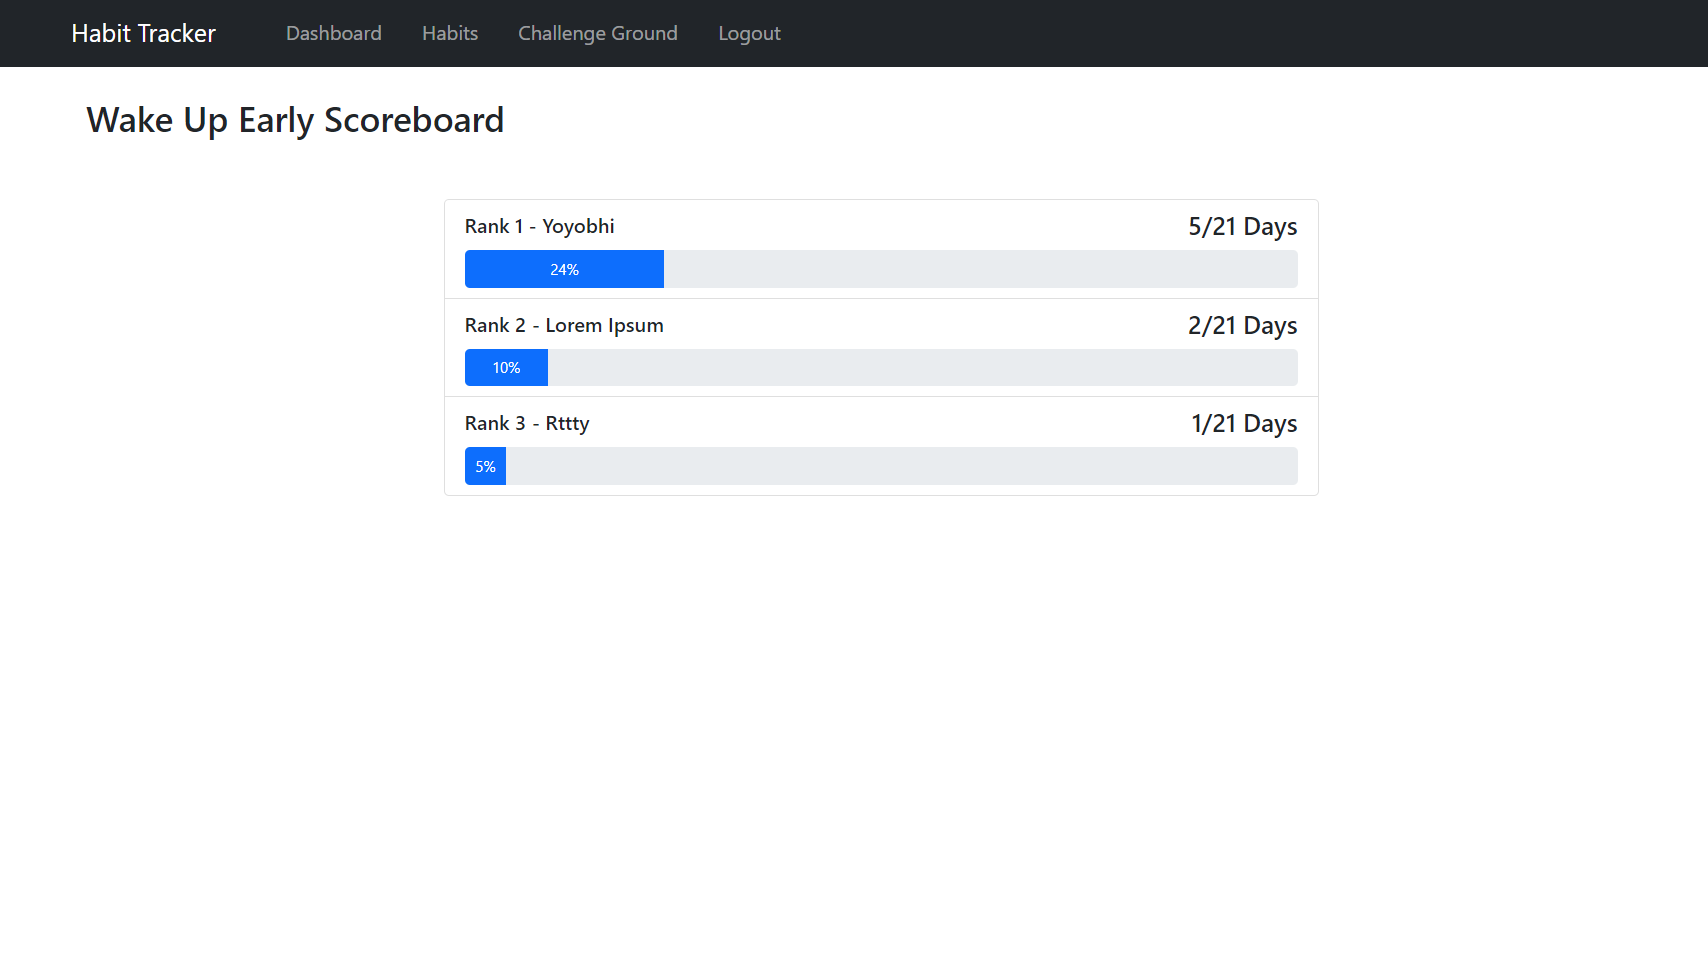 Habit Tracker Dashboard Habits Challenge Ground Logout
Wake Up Early Scoreboard
Rank 1 - Yoyobhi 5/21 Days
24%
Rank 2 - Lorem Ipsum 2/21 Days
10%
Rank 3 - Rttty 1/21 Days
5%